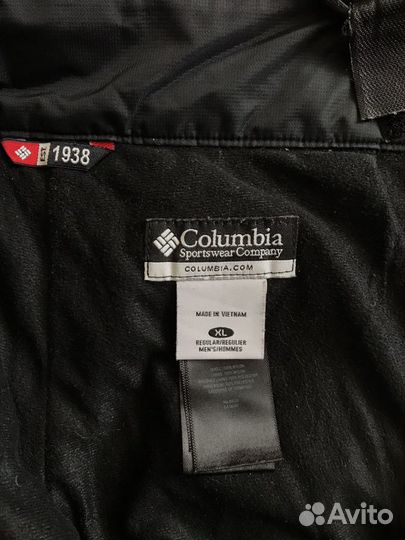 EST 1938
Columbia
Sportswear Company
COLUMBIA.COM
MADE IN VIETNAM
XL
REGULAR/REGULIER
MEN'S/HOMMES
Avito